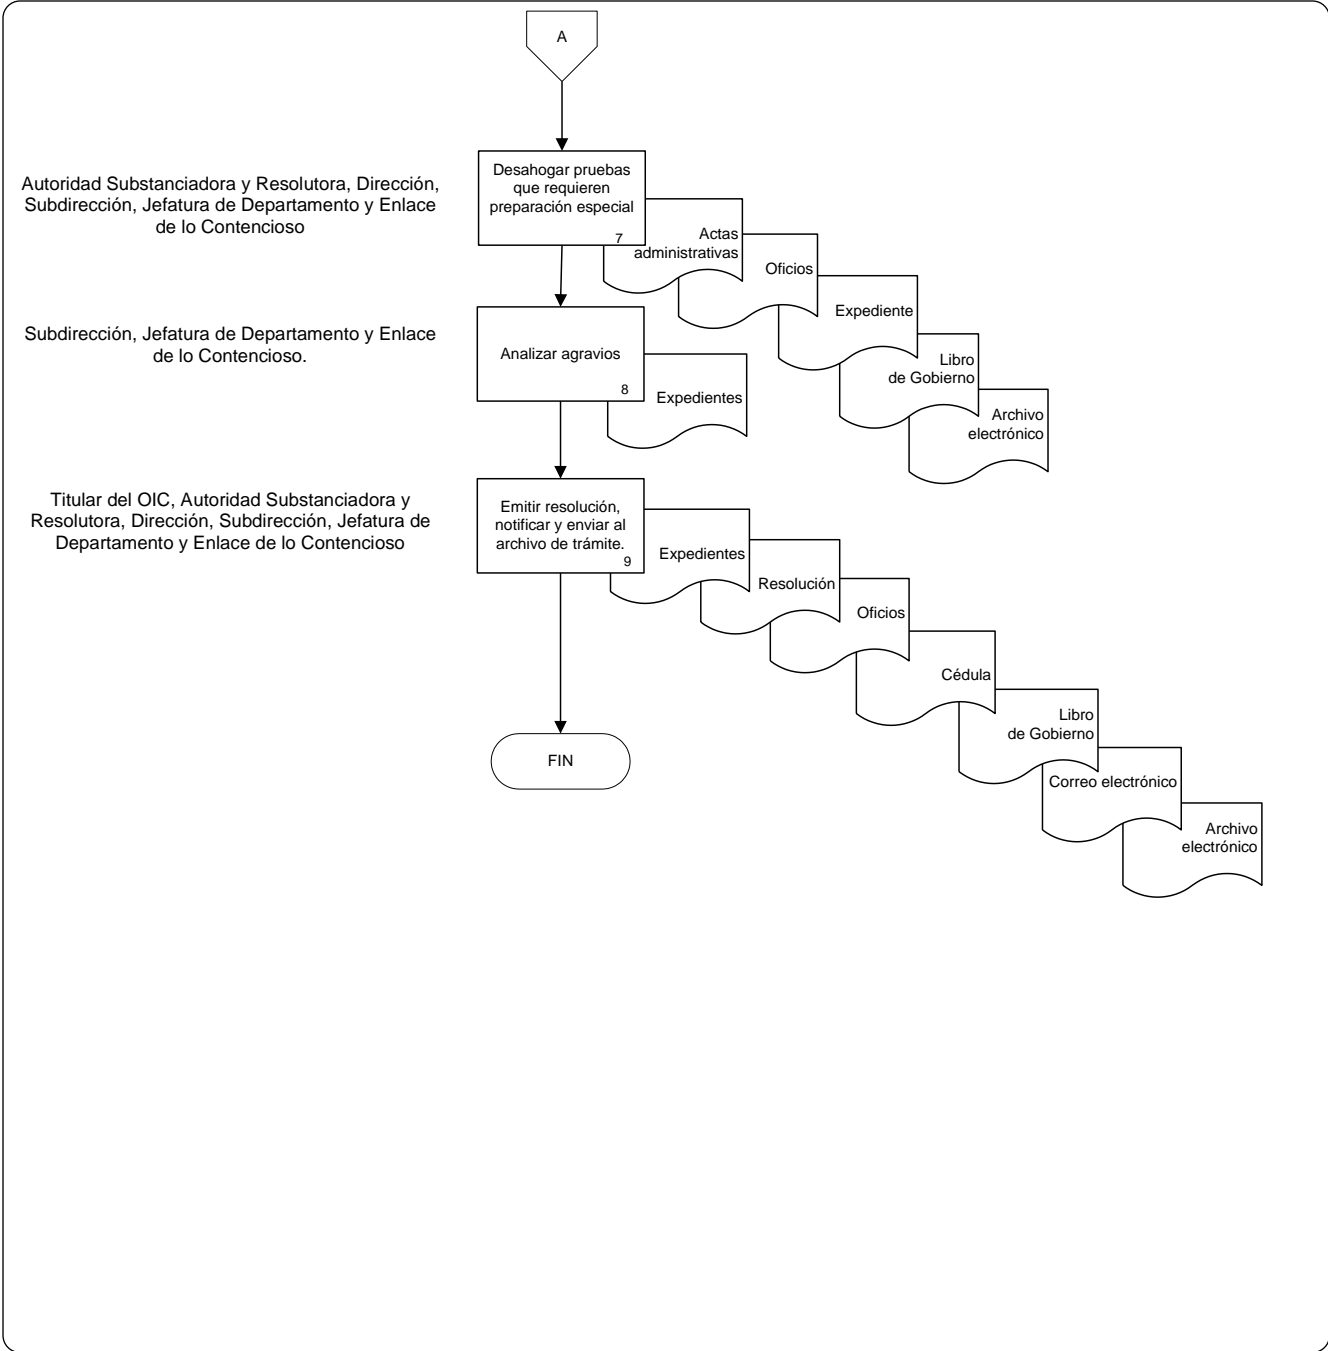 A
Autoridad Substanciadora y Resolutora, Dirección,
Subdirección, Jefatura de Departamento y Enlace
de lo Contencioso
Desahogar pruebas
que requieren
preparación especial
7
Actas
administrativas
Oficios
Expediente
Libro
de Gobierno
Archivo
electrónico
Subdirección, Jefatura de Departamento y Enlace
de lo Contencioso.
Analizar agravios
8
Expedientes
Titular del OIC, Autoridad Substanciadora y
Resolutora, Dirección, Subdirección, Jefatura de
Departamento y Enlace de lo Contencioso
Emitir resolución,
notificar y enviar al
archivo de trámite.
9
Expedientes
Resolución
Oficios
Cédula
Libro
de Gobierno
Correo electrónico
Archivo
electrónico
FIN